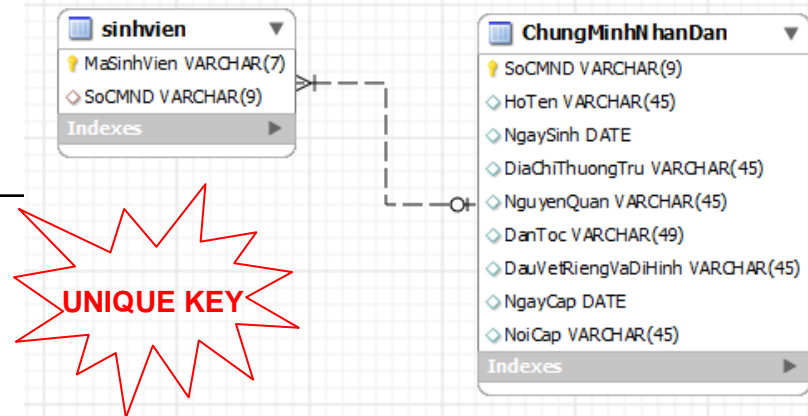 sinhvien
MaSinhVien VARCHAR(7)
SoCMND VARCHAR(9)
Indexes
UNIQUE KEY
ChungMinhNhanDan
SoCMND VARCHAR(9)
HoTen VARCHAR(45)
NgaySinh DATE
DiaChiThuongTru VARCHAR(45)
NguyenQuan VARCHAR(45)
DanToc VARCHAR(49)
DauVetRiengVaDiHinh VARCHAR(45)
NgayCap DATE
NoiCap VARCHAR(45)
Indexes